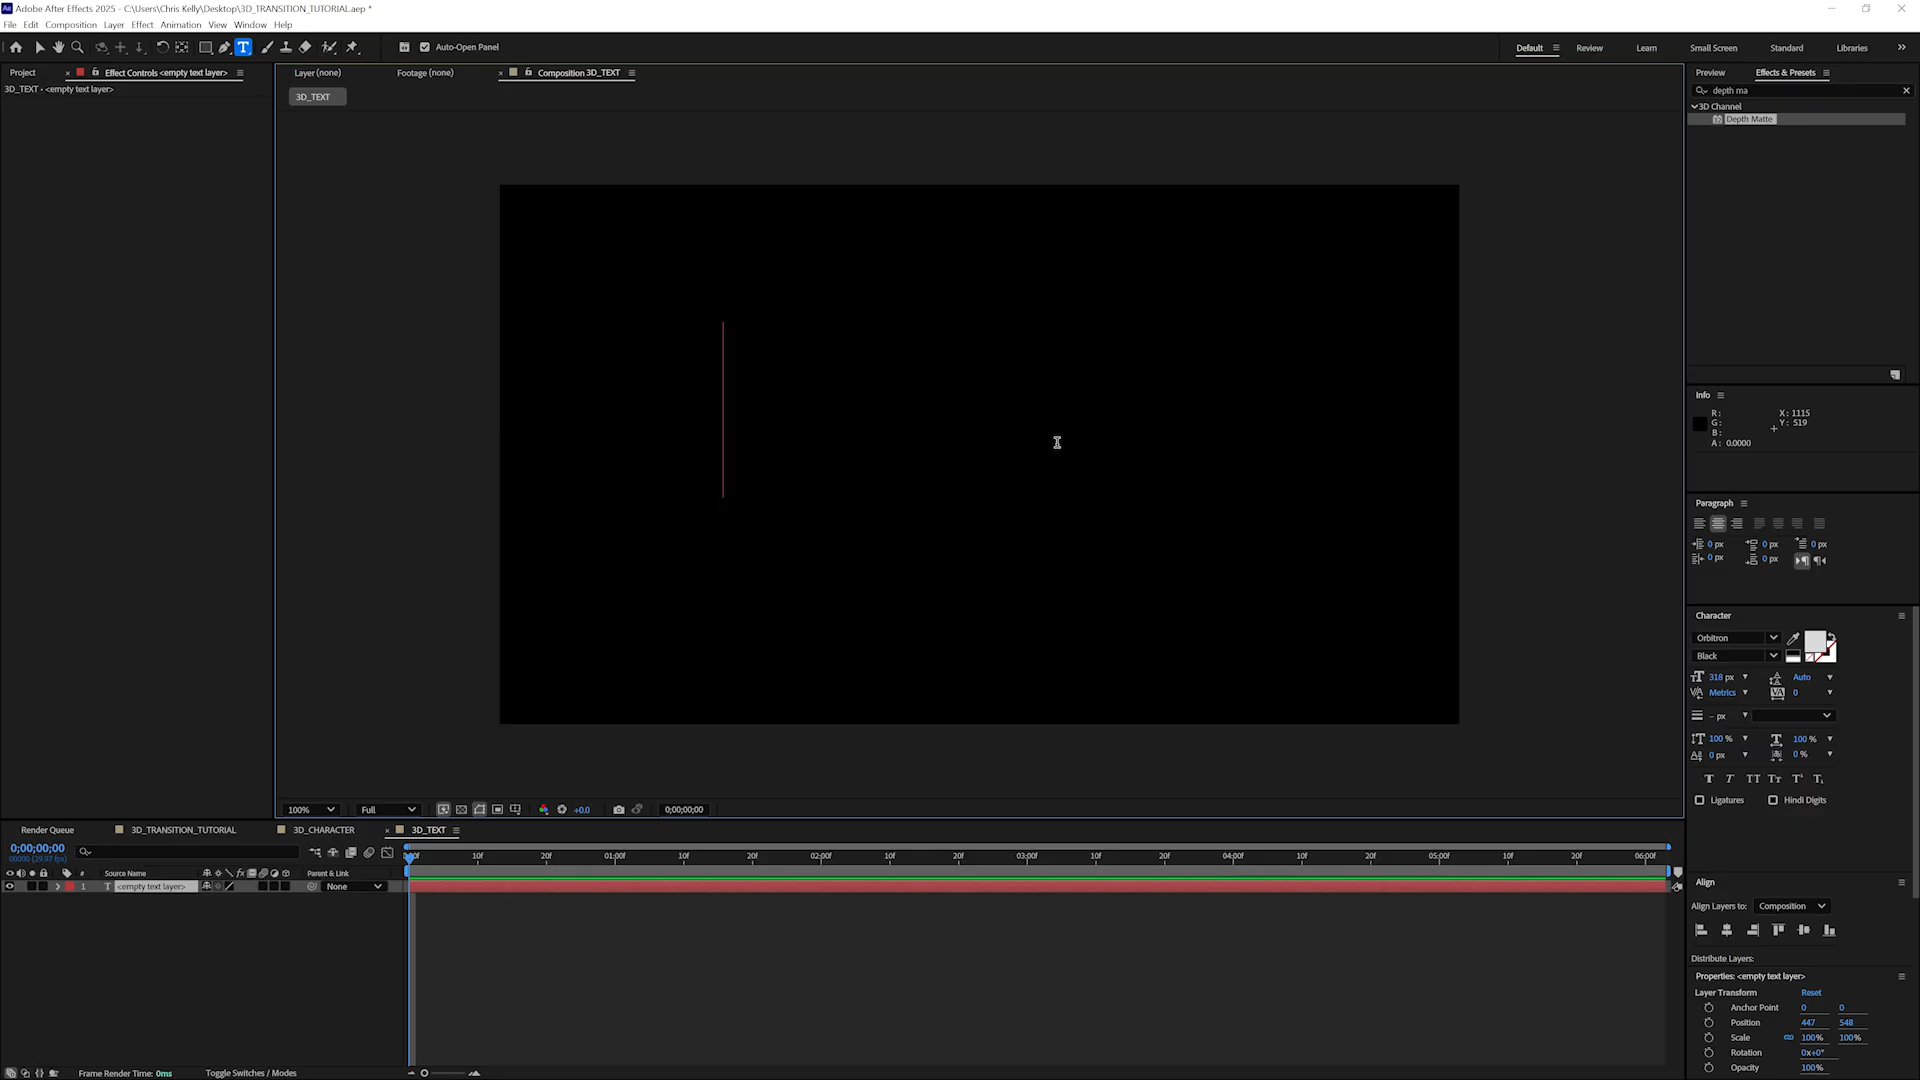 Adobe After Effects 2025 - C:\Users\Chris Kelly\Desktop\3D_TRANSITION_TUTORIAL.aep *
File Edit Composition Layer Effect Animation View Window Help
Auto-Open Panel
Default Review Learn Small Screen Standard Libraries
Project Effect Controls <empty text layer>
3D_TEXT - <empty text layer>
Layer (none) Footage (none) Composition 3D_TEXT
3D_TEXT
Preview Effects & Presets
depth ma
3D Channel
Depth Matte
Info
R: X: 1115
G: Y: 519
B:
A: 0.0000
Paragraph
0 px 0 px 0 px
0 px 0 px
Character
Orbitron
Black
318 px Auto
Metrics 0
- px
100 % 100 %
0 px 0 %
Ligatures Hindi Digits
Align
Align Layers to: Composition
Distribute Layers:
Properties: <empty text layer>
Layer Transform Reset
Anchor Point 0 0
Position 447 548
Scale 100% 100%
Rotation 0x+0°
Opacity 100%
100% Full +0.0 0;00;00;00
Render Queue 3D_TRANSITION_TUTORIAL 3D_CHARACTER 3D_TEXT
0;00;00;00
00000 (29.97 fps)
10f 20f 01:00f 10f 20f 02:00f 10f 20f 03:00f 10f 20f 04:00f 10f 20f 05:00f 10f 20f 06:00f
# Source Name Parent & Link
1 T <empty text layer> None
Frame Render Time: 0ms Toggle Switches / Modes